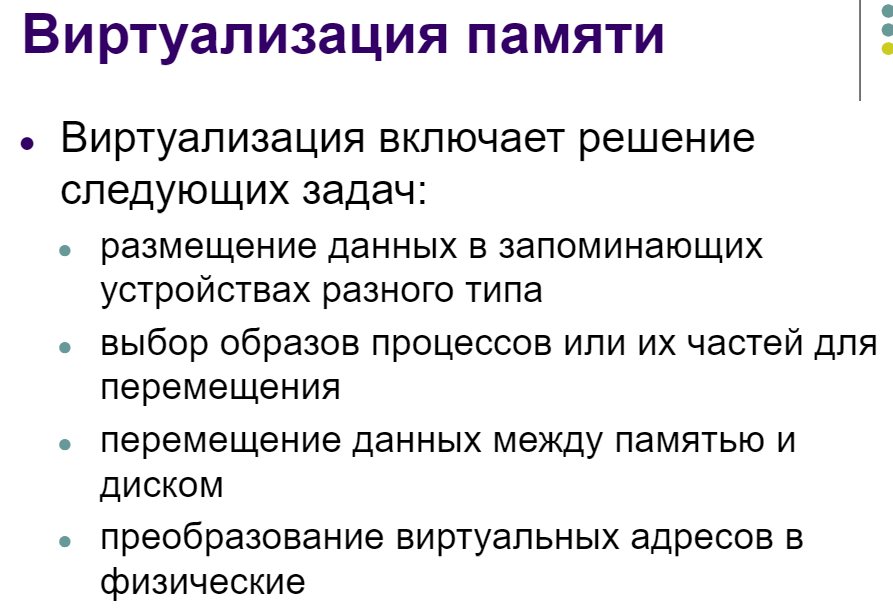 Виртуализация памяти
Виртуализация включает решение
следующих задач:
размещение данных в запоминающих
устройствах разного типа
выбор образов процессов или их частей для
перемещения
перемещение данных между памятью и
диском
преобразование виртуальных адресов в
физические